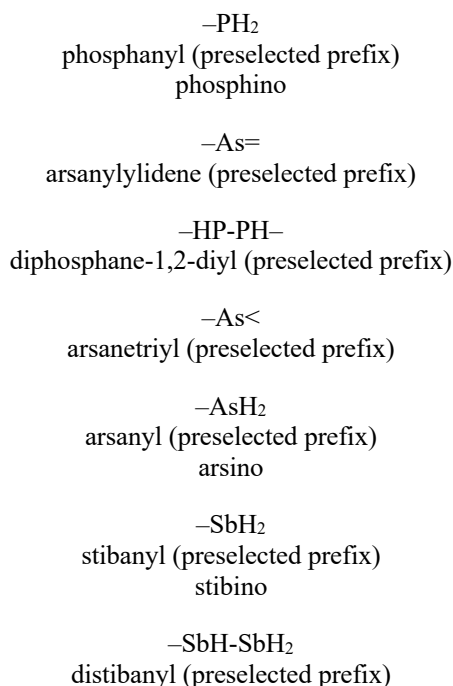 –PH₂
phosphanyl (preselected prefix)
phosphino
–As=
arsanylylidene (preselected prefix)
–HP-PH–
diphosphane-1,2-diyl (preselected prefix)
–As<
arsanetriyl (preselected prefix)
–AsH₂
arsanyl (preselected prefix)
arsino
–SbH₂
stibanyl (preselected prefix)
stibino
–SbH-SbH₂
distibanyl (preselected prefix)